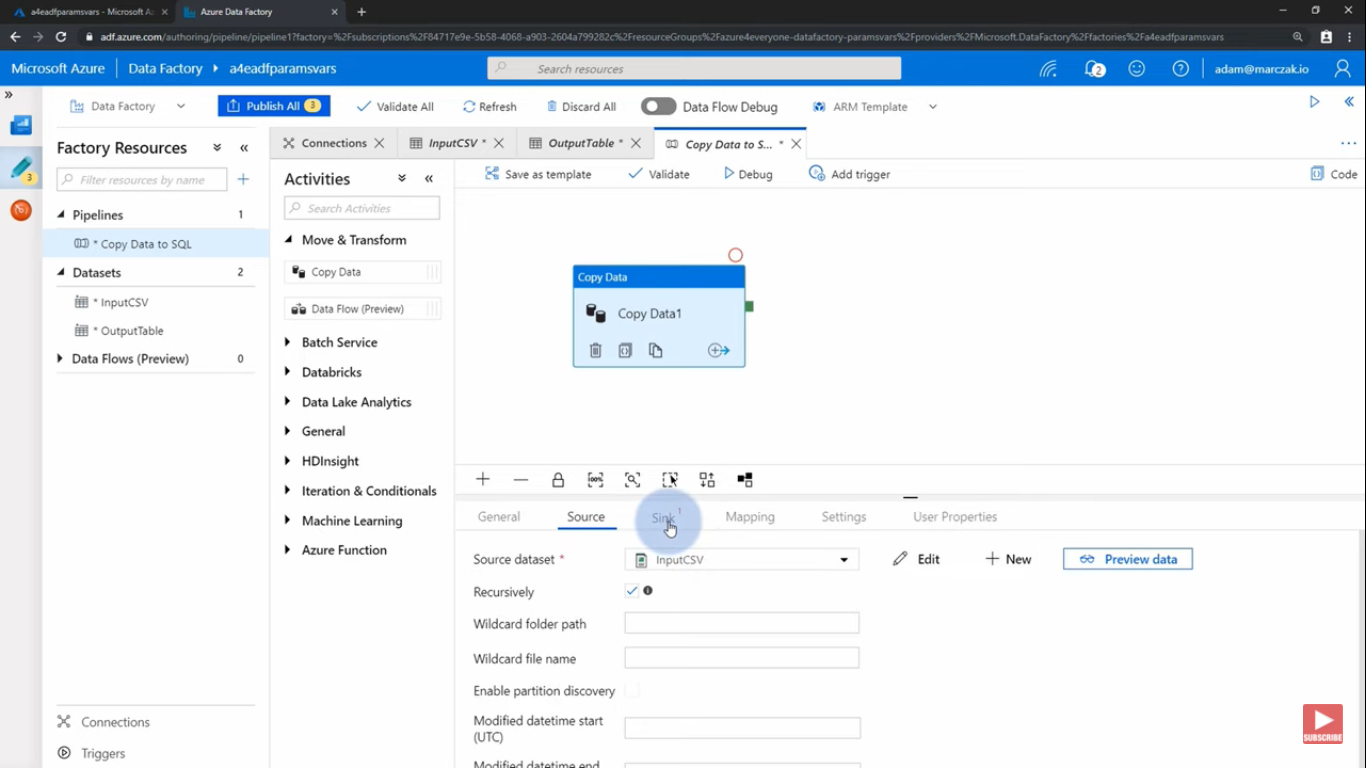 a4eadfparamsvars - Microsoft Az
Azure Data Factory
adf.azure.com/authoring/pipeline/pipeline1?factory=%2Fsubscriptions%2F84717e9e-5b58-4068-a903-2604a799282c%2FresourceGroups%2Fazure4everyone-datafactory-paramsvars%2Fproviders%2FMicrosoft.DataFactory%2Ffactories%2Fa4eadfparamsvars
Microsoft Azure
Data Factory
a4eadfparamsvars
Search resources
2
adam@marczak.io
Data Factory
Publish All 3
Validate All
Refresh
Discard All
Data Flow Debug
ARM Template
3
Factory Resources
Filter resources by name
Pipelines 1
* Copy Data to SQL
Datasets 2
* InputCSV
* OutputTable
Data Flows (Preview) 0
Connections
Triggers
Connections
InputCSV *
OutputTable *
Copy Data to S... *
Activities
Search Activities
Move & Transform
Copy Data
Data Flow (Preview)
Batch Service
Databricks
Data Lake Analytics
General
HDInsight
Iteration & Conditionals
Machine Learning
Azure Function
Save as template
Validate
Debug
Add trigger
Code
Copy Data
Copy Data1
100%
General
Source
Sink 1
Mapping
Settings
User Properties
Source dataset *
InputCSV
Edit
New
Preview data
Recursively
Wildcard folder path
Wildcard file name
Enable partition discovery
Modified datetime start
(UTC)
Modified datetime end
SUBSCRIBE